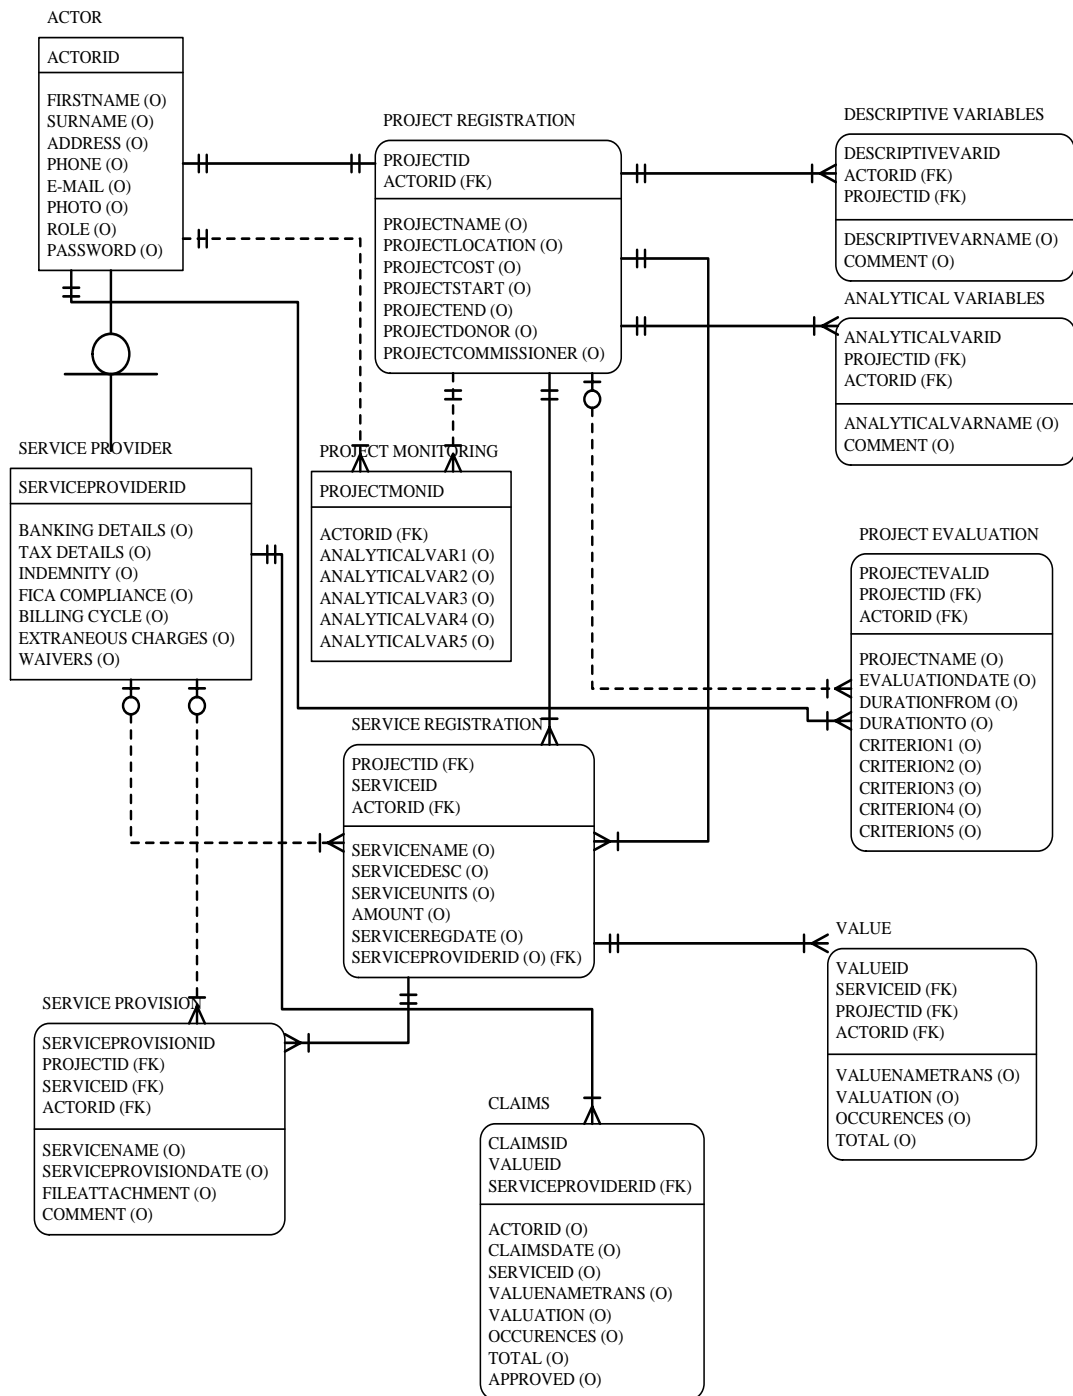 ACTOR
ACTORID
FIRSTNAME (O)
SURNAME (O)
ADDRESS (O)
PHONE (O)
E-MAIL (O)
PHOTO (O)
ROLE (O)
PASSWORD (O)
PROJECT REGISTRATION
PROJECTID
ACTORID (FK)
PROJECTNAME (O)
PROJECTLOCATION (O)
PROJECTCOST (O)
PROJECTSTART (O)
PROJECTEND (O)
PROJECTDONOR (O)
PROJECTCOMMISSIONER (O)
DESCRIPTIVE VARIABLES
DESCRIPTIVEVARID
ACTORID (FK)
PROJECTID (FK)
DESCRIPTIVEVARNAME (O)
COMMENT (O)
ANALYTICAL VARIABLES
ANALYTICALVARID
PROJECTID (FK)
ACTORID (FK)
ANALYTICALVARNAME (O)
COMMENT (O)
SERVICE PROVIDER
SERVICEPROVIDERID
BANKING DETAILS (O)
TAX DETAILS (O)
INDEMNITY (O)
FICA COMPLIANCE (O)
BILLING CYCLE (O)
EXTRANEOUS CHARGES (O)
WAIVERS (O)
PROJECT MONITORING
PROJECTMONID
ACTORID (FK)
ANALYTICALVAR1 (O)
ANALYTICALVAR2 (O)
ANALYTICALVAR3 (O)
ANALYTICALVAR4 (O)
ANALYTICALVAR5 (O)
PROJECT EVALUATION
PROJECTEVALID
PROJECTID (FK)
ACTORID (FK)
PROJECTNAME (O)
EVALUATIONDATE (O)
DURATIONFROM (O)
DURATIONTO (O)
CRITERION1 (O)
CRITERION2 (O)
CRITERION3 (O)
CRITERION4 (O)
CRITERION5 (O)
SERVICE REGISTRATION
PROJECTID (FK)
SERVICEID
ACTORID (FK)
SERVICENAME (O)
SERVICEDESC (O)
SERVICEUNITS (O)
AMOUNT (O)
SERVICEREGDATE (O)
SERVICEPROVIDERID (O) (FK)
VALUE
VALUEID
SERVICEID (FK)
PROJECTID (FK)
ACTORID (FK)
VALUENAMETRANS (O)
VALUATION (O)
OCCURENCES (O)
TOTAL (O)
SERVICE PROVISION
SERVICEPROVISIONID
PROJECTID (FK)
SERVICEID (FK)
ACTORID (FK)
SERVICENAME (O)
SERVICEPROVISIONDATE (O)
FILEATTACHMENT (O)
COMMENT (O)
CLAIMS
CLAIMSID
VALUEID
SERVICEPROVIDERID (FK)
ACTORID (O)
CLAIMSDATE (O)
SERVICEID (O)
VALUENAMETRANS (O)
VALUATION (O)
OCCURENCES (O)
TOTAL (O)
APPROVED (O)